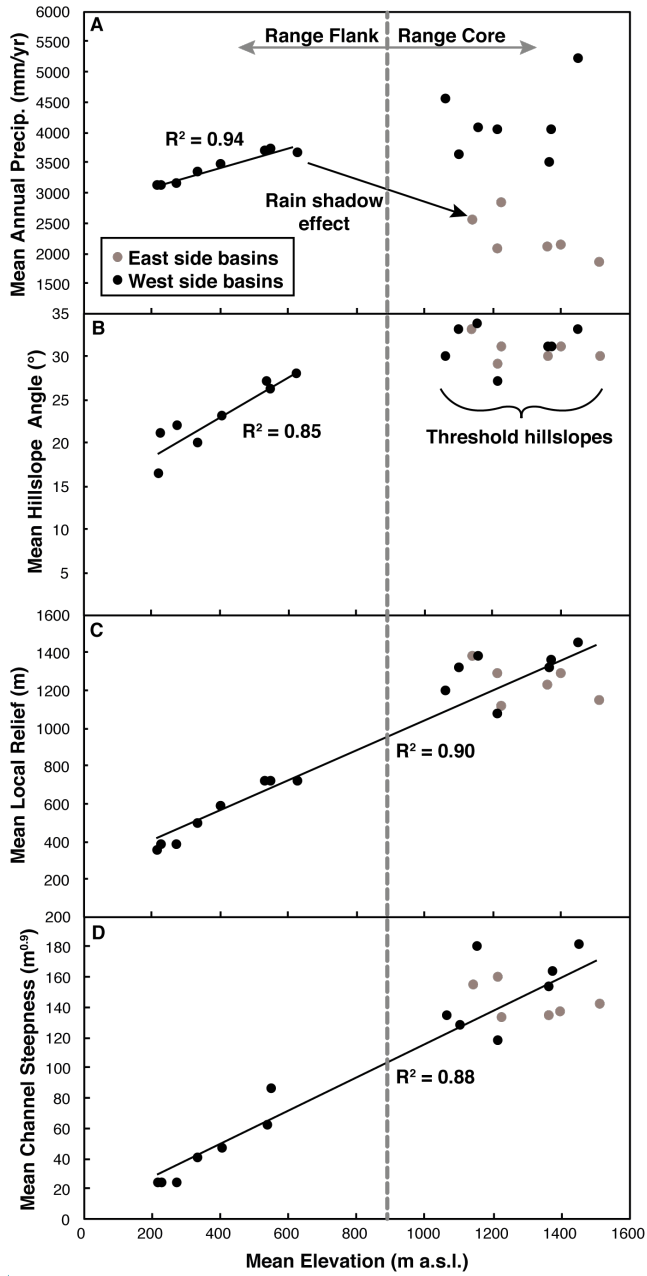 A
Range Flank
Range Core
R² = 0.94
Rain shadow
effect
East side basins
West side basins
Mean Annual Precip. (mm/yr)
6000
5500
5000
4500
4000
3500
3000
2500
2000
1500
35
B
R² = 0.85
Threshold hillslopes
Mean Hillslope Angle (°)
30
25
20
15
10
5
1600
C
R² = 0.90
Mean Local Relief (m)
1400
1200
1000
800
600
400
200
200
D
R² = 0.88
Mean Channel Steepness (m^0.9)
180
160
140
120
100
80
60
40
20
0
0 200 400 600 800 1000 1200 1400 1600
Mean Elevation (m a.s.l.)